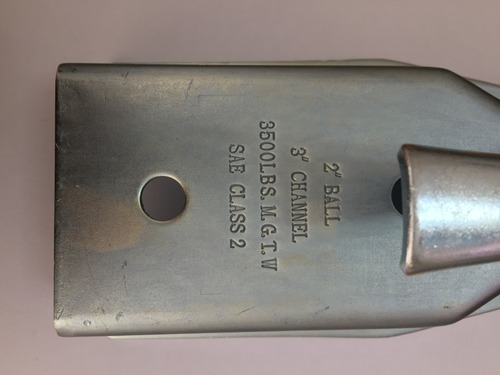 2" BALL
3" CHANNEL
3500LBS. M.G.T.W
SAE CLASS 2